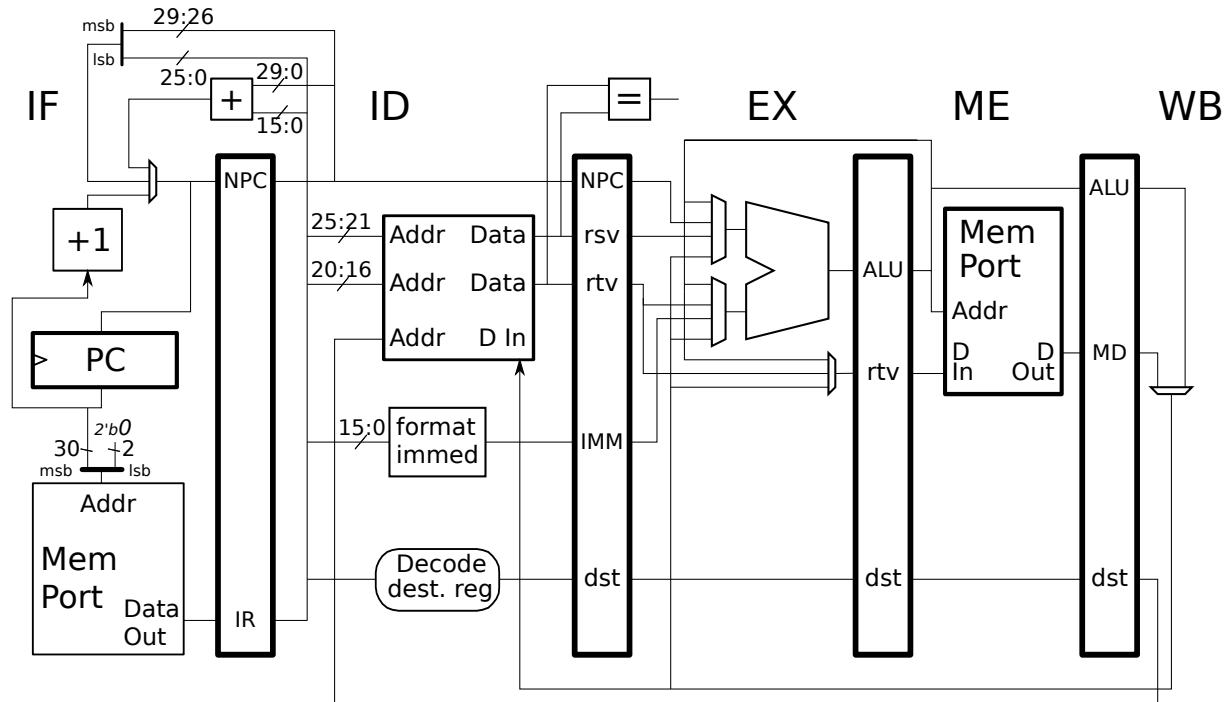 29:26
msb
lsb
25:0
29:0
+
15:0
IF
ID
=
EX
ME
WB
NPC
NPC
ALU
+1
25:21
Addr
Data
rsv
20:16
Addr
Data
rtv
Addr
D In
ALU
Mem
Port
Addr
D
In
D
Out
MD
PC
rtv
2'b0
30
2
msb
lsb
15:0
format
immed
IMM
Addr
Mem
Port
Data
Out
IR
Decode
dest. reg
dst
dst
dst